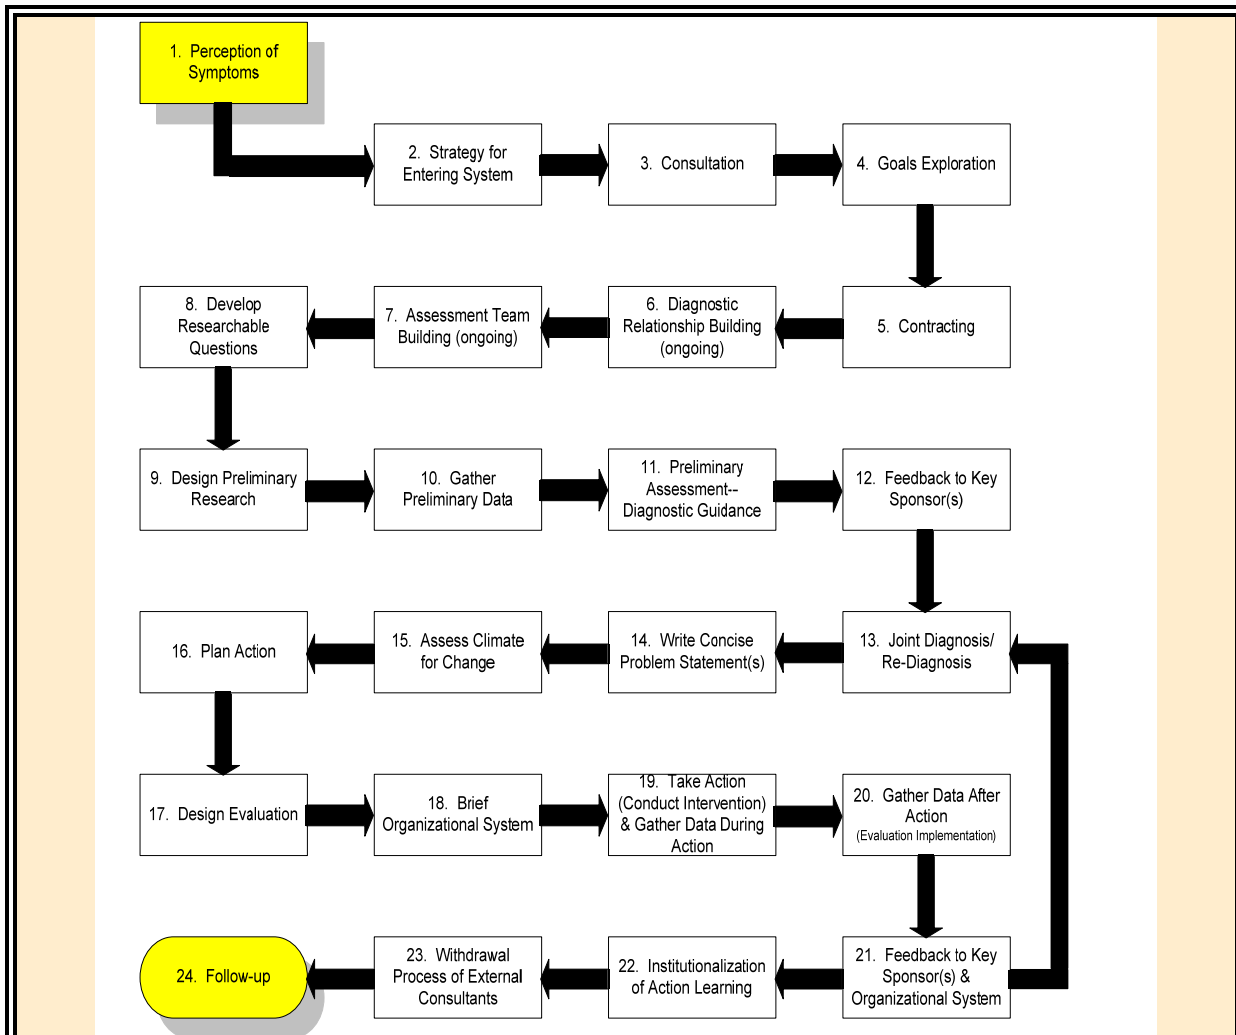 1. Perception of
Symptoms
2. Strategy for
Entering System
3. Consultation
4. Goals Exploration
8. Develop
Researchable
Questions
7. Assessment Team
Building (ongoing)
6. Diagnostic
Relationship Building
(ongoing)
5. Contracting
9. Design Preliminary
Research
10. Gather
Preliminary Data
11. Preliminary
Assessment--
Diagnostic Guidance
12. Feedback to Key
Sponsor(s)
16. Plan Action
15. Assess Climate
for Change
14. Write Concise
Problem Statement(s)
13. Joint Diagnosis/
Re-Diagnosis
17. Design Evaluation
18. Brief
Organizational System
19. Take Action
(Conduct Intervention)
& Gather Data During
Action
20. Gather Data After
Action
(Evaluation Implementation)
24. Follow-up
23. Withdrawal
Process of External
Consultants
22. Institutionalization
of Action Learning
21. Feedback to Key
Sponsor(s) &
Organizational System